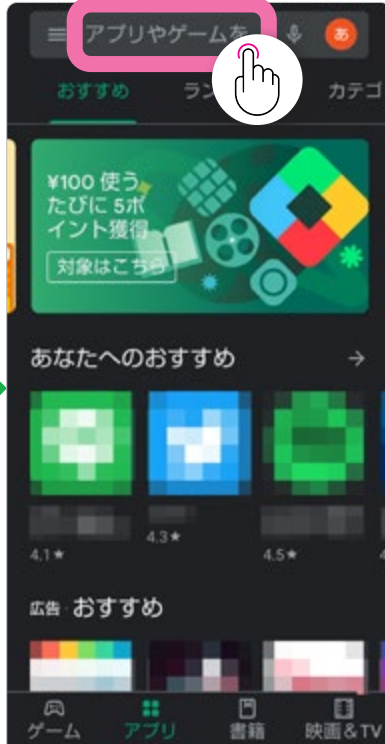 アプリやゲームを
あ
おすすめ
ラン
カテゴ
¥100 使う
たびに 5ポ
イント獲得
対象はこちら
あなたへのおすすめ →
4.1★
4.3★
4.5★
広告·おすすめ
ゲーム
アプリ
書籍
映画&TV